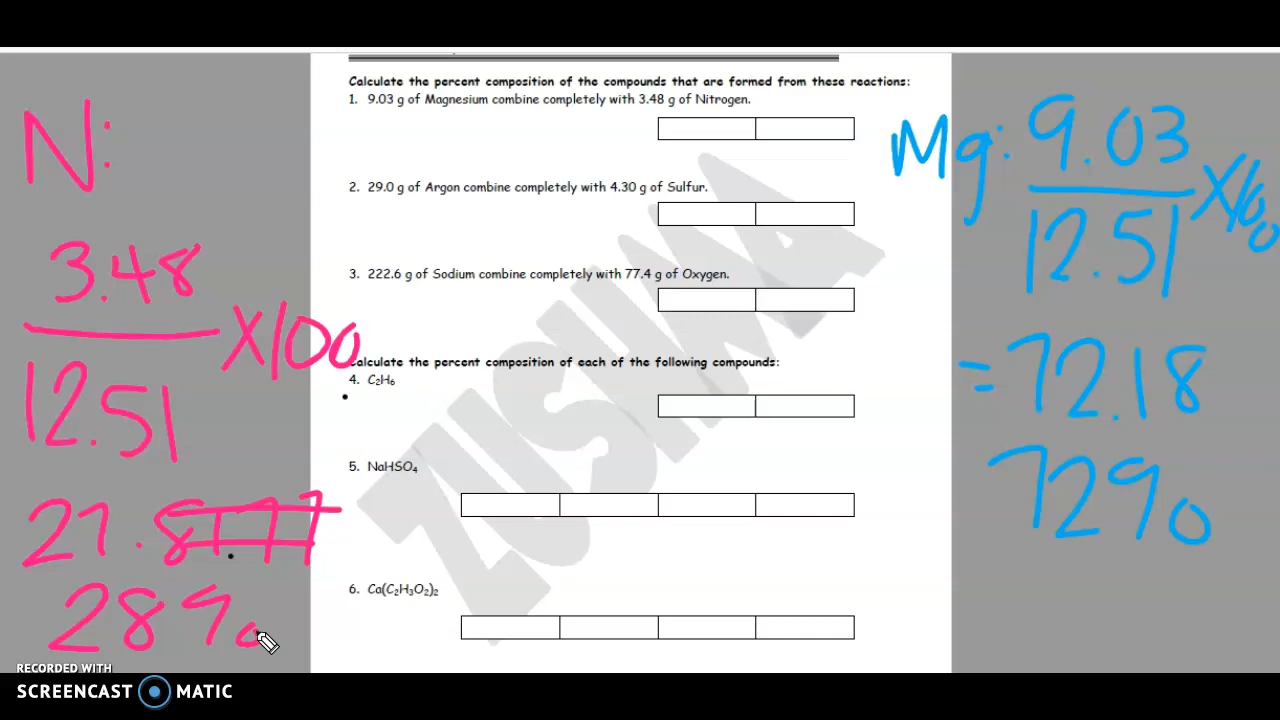 Calculate the percent composition of the compounds that are formed from these reactions:
1. 9.03 g of Magnesium combine completely with 3.48 g of Nitrogen.
2. 29.0 g of Argon combine completely with 4.30 g of Sulfur.
3. 222.6 g of Sodium combine completely with 77.4 g of Oxygen.
Calculate the percent composition of each of the following compounds:
4. C₂H₆
5. NaHSO₄
6. Ca(C₂H₃O₂)₂
ZUSHMA
N:
3.48
12.51
X100
27.8177
28%
Mg:
9.03
12.51
X100
=72.18
72%
RECORDED WITH
SCREENCAST MATIC